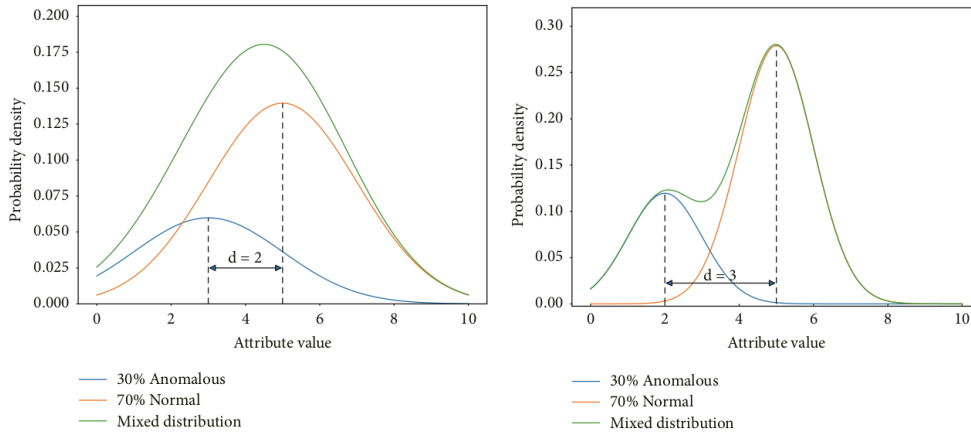 0.200
0.175
0.150
0.125
0.100
0.075
0.050
0.025
0.000
Probability density
d = 2
0 2 4 6 8 10
Attribute value
30% Anomalous
70% Normal
Mixed distribution
0.30
0.25
0.20
0.15
0.10
0.05
0.00
Probability density
d = 3
0 2 4 6 8 10
Attribute value
30% Anomalous
70% Normal
Mixed distribution